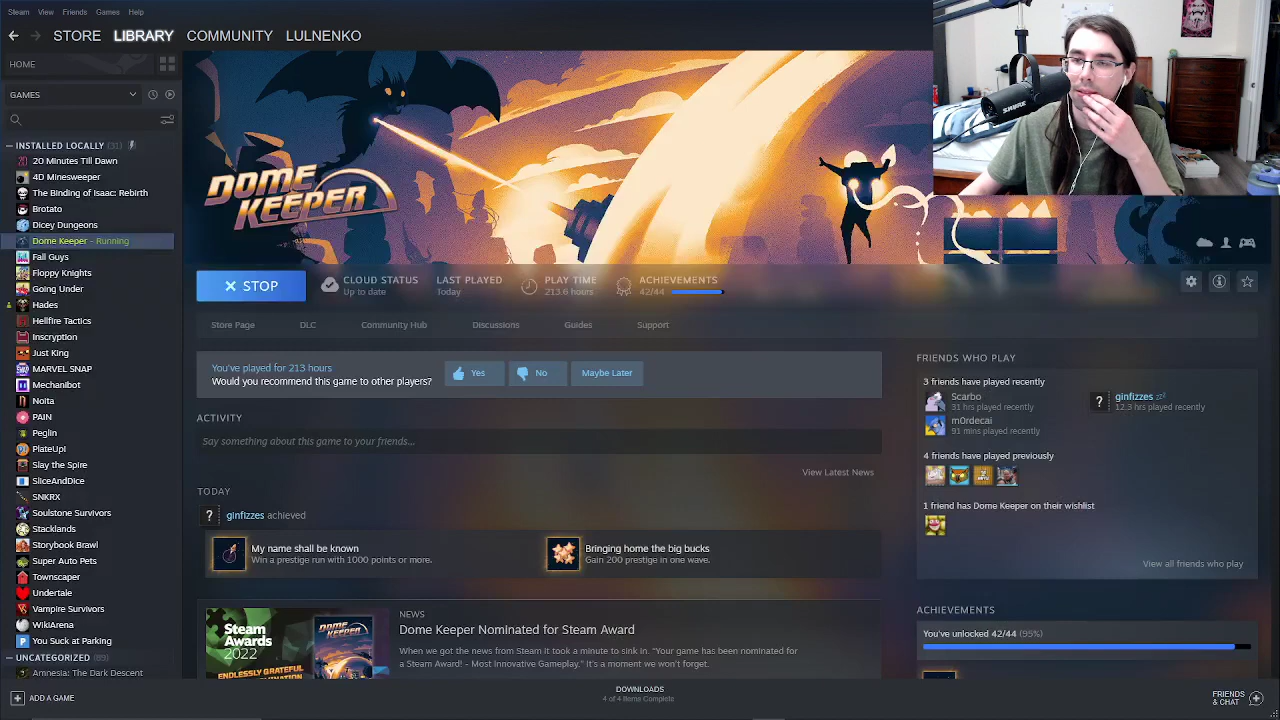 Steam View Friends Games Help
STORE LIBRARY COMMUNITY LULNENKO
HOME
GAMES
INSTALLED LOCALLY (31)
20 Minutes Till Dawn
4D Minesweeper
The Binding of Isaac: Rebirth
Brotato
Dicey Dungeons
Dome Keeper - Running
Fall Guys
Floppy Knights
Going Under
Hades
Hellfire Tactics
Inscryption
Just King
MARVEL SNAP
Mechanibot
Noita
PAIN
Peglin
PlateUp!
Slay the Spire
SliceAndDice
SNKRX
Soulstone Survivors
Stacklands
Storybook Brawl
Super Auto Pets
Townscaper
Undertale
Vampire Survivors
WikiArena
You Suck at Parking
UNCATEGORIZED (89)
Amnesia: The Dark Descent
ADD A GAME
DOME KEEPER
STOP
CLOUD STATUS
Up to date
LAST PLAYED
Today
PLAY TIME
213.6 hours
ACHIEVEMENTS
42/44
Store Page DLC Community Hub Discussions Guides Support
You've played for 213 hours
Would you recommend this game to other players?
Yes No Maybe Later
ACTIVITY
Say something about this game to your friends...
View Latest News
TODAY
ginfizzes achieved
My name shall be known
Win a prestige run with 1000 points or more.
Bringing home the big bucks
Gain 200 prestige in one wave.
Steam Awards 2022
DOME KEEPER
NEWS
Dome Keeper Nominated for Steam Award
When we got the news from Steam it took a minute to sink in. "Your game has been nominated for
a Steam Award! - Most Innovative Gameplay." It's a moment we won't forget.
FRIENDS WHO PLAY
3 friends have played recently
Scarbo
31 hrs played recently
ginfizzes zzz
12.3 hrs played recently
m0rdecai
91 mins played recently
4 friends have played previously
1 friend has Dome Keeper on their wishlist
View all friends who play
ACHIEVEMENTS
You've unlocked 42/44 (95%)
DOWNLOADS
4 of 4 Items Complete
FRIENDS
& CHAT
SHURE